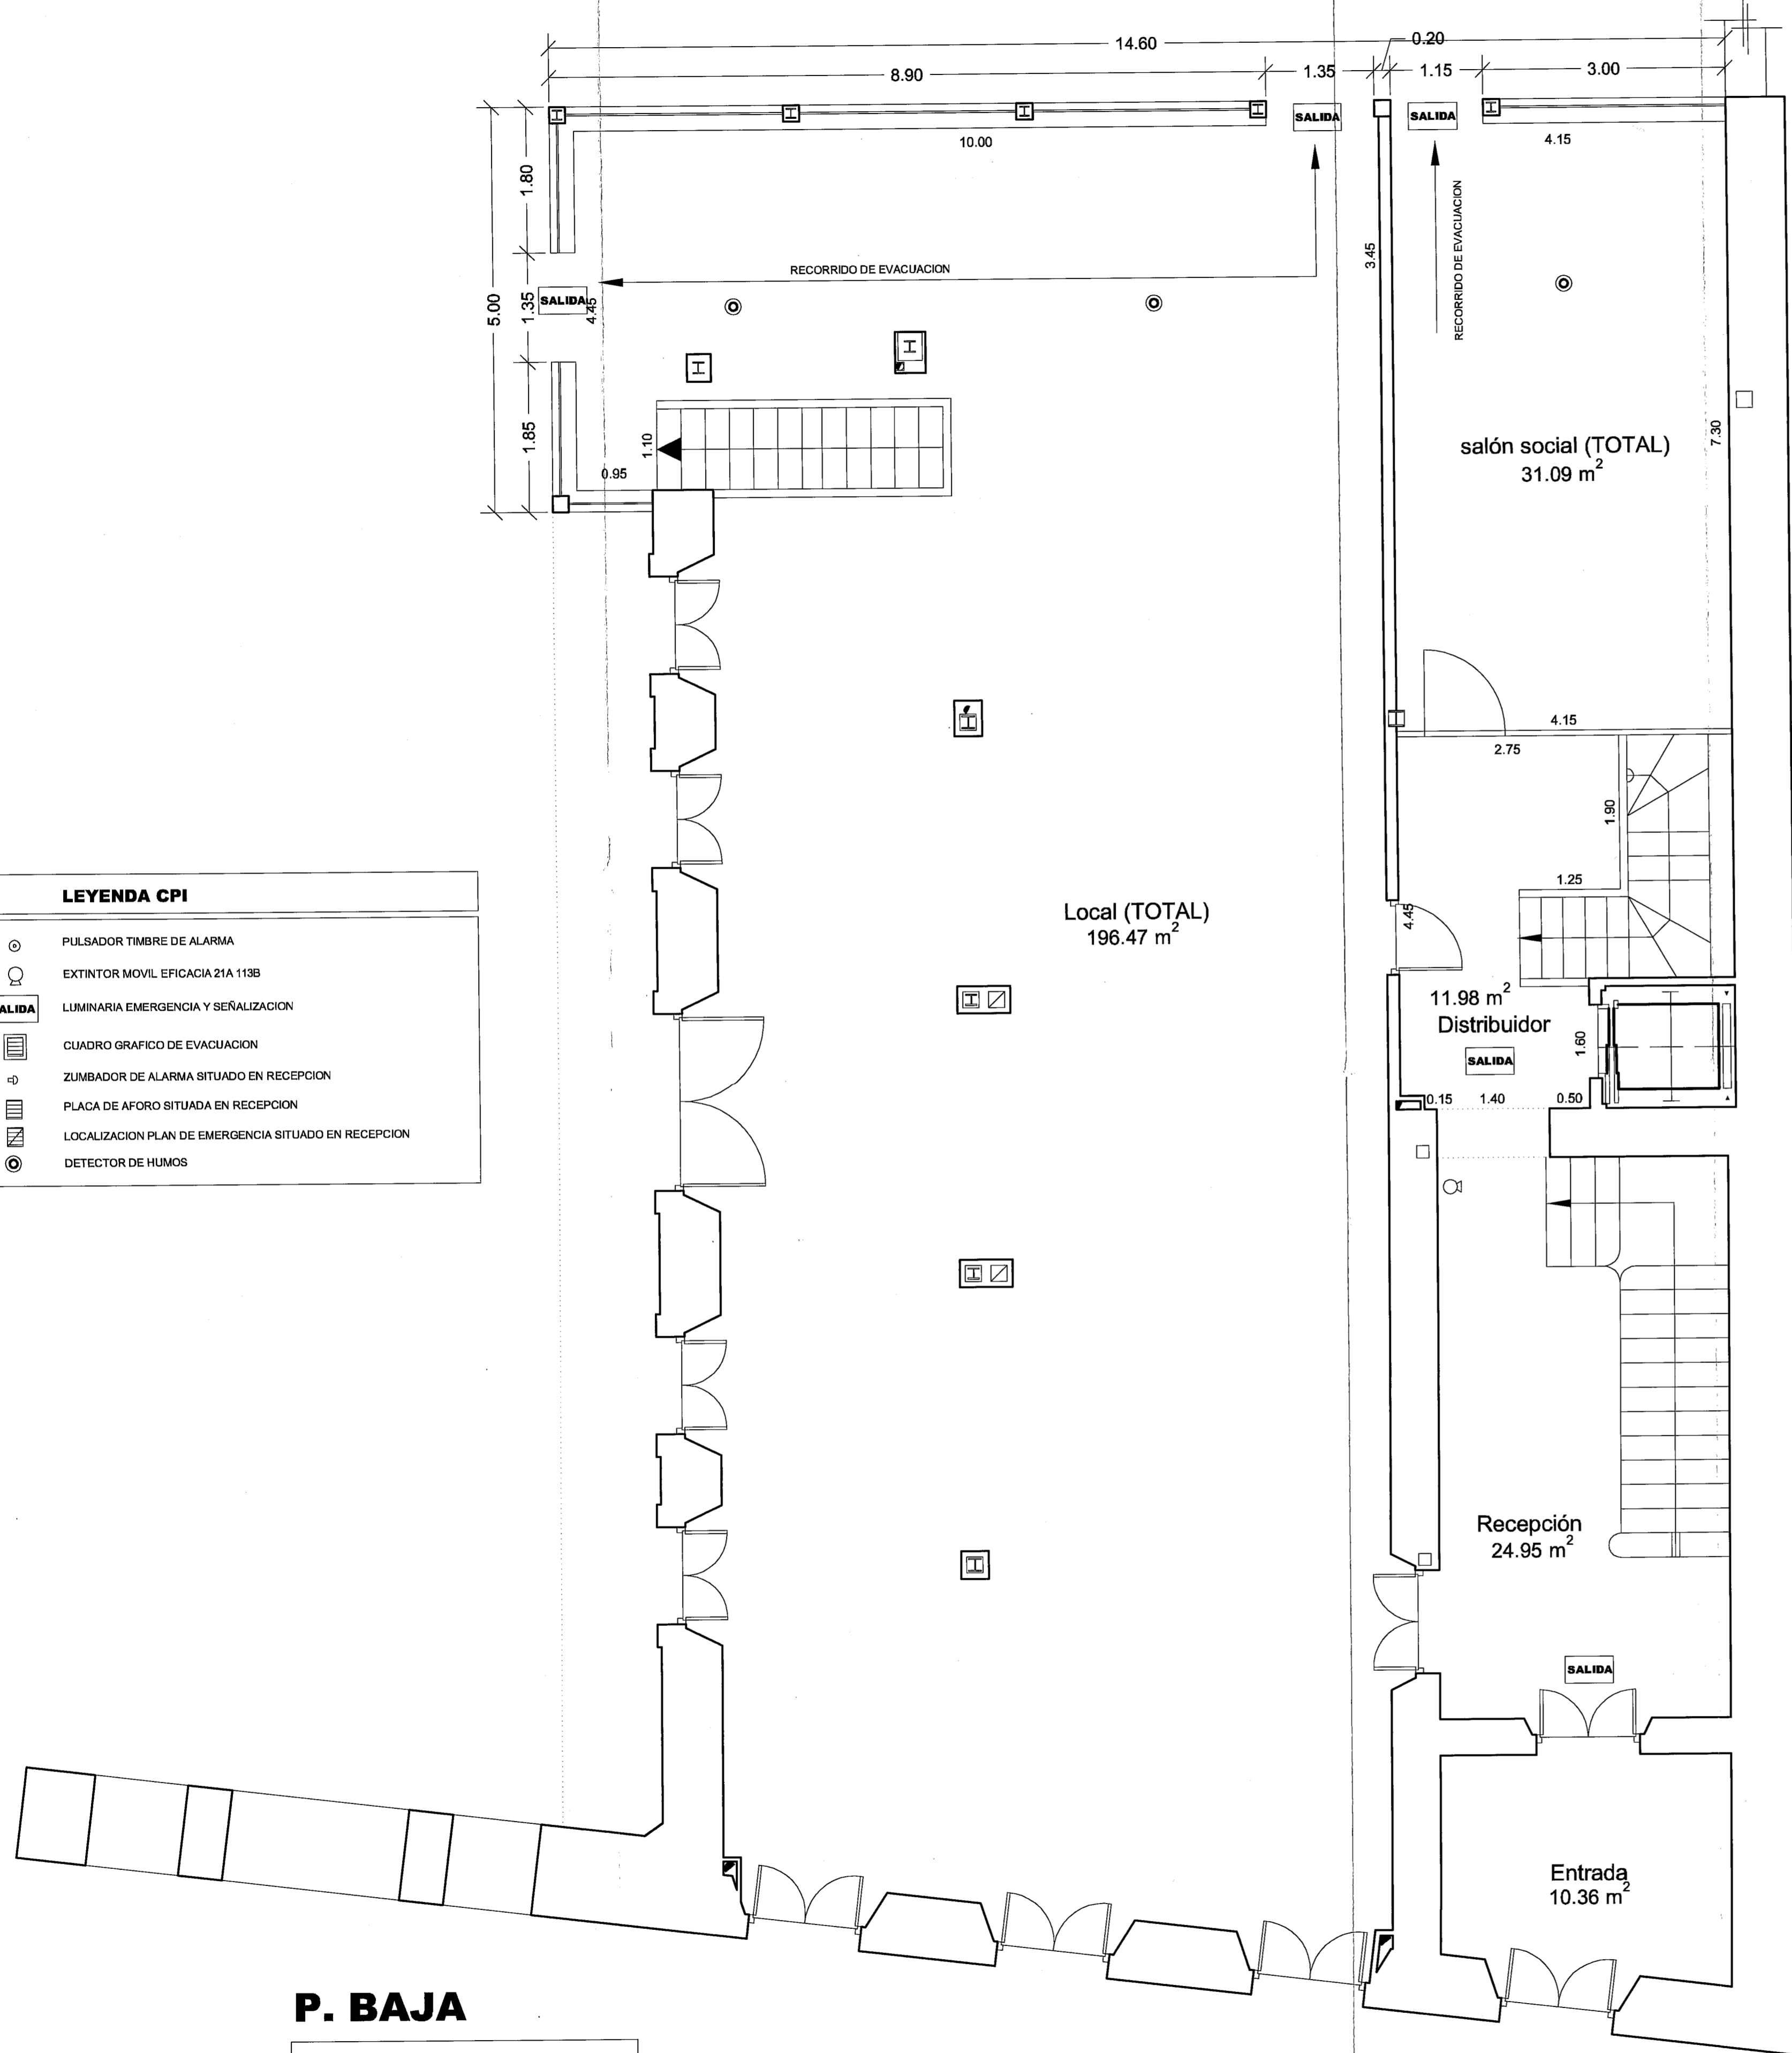 14.60
0.20
8.90
1.35
1.15
3.00
SALIDA
SALIDA
10.00
4.15
1.80
RECORRIDO DE EVACUACION
3.45
RECORRIDO DE EVACUACION
5.00
1.35
SALIDA
4.45
1.85
1.10
0.95
7.30
salón social (TOTAL)
31.09 m²
4.15
2.75
1.90
1.25
LEYENDA CPI
PULSADOR TIMBRE DE ALARMA
EXTINTOR MOVIL EFICACIA 21A 113B
ALIDA
LUMINARIA EMERGENCIA Y SEÑALIZACION
CUADRO GRAFICO DE EVACUACION
ZUMBADOR DE ALARMA SITUADO EN RECEPCION
PLACA DE AFORO SITUADA EN RECEPCION
LOCALIZACION PLAN DE EMERGENCIA SITUADO EN RECEPCION
DETECTOR DE HUMOS
Local (TOTAL)
196.47 m²
4.45
11.98 m²
Distribuidor
SALIDA
1.60
0.15
1.40
0.50
Recepción
24.95 m²
SALIDA
Entrada
10.36 m²
P. BAJA